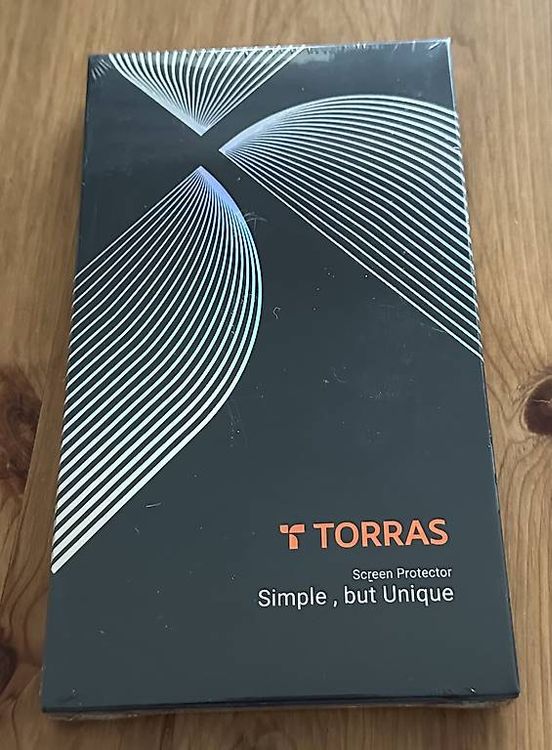 TORRAS
Screen Protector
Simple , but Unique